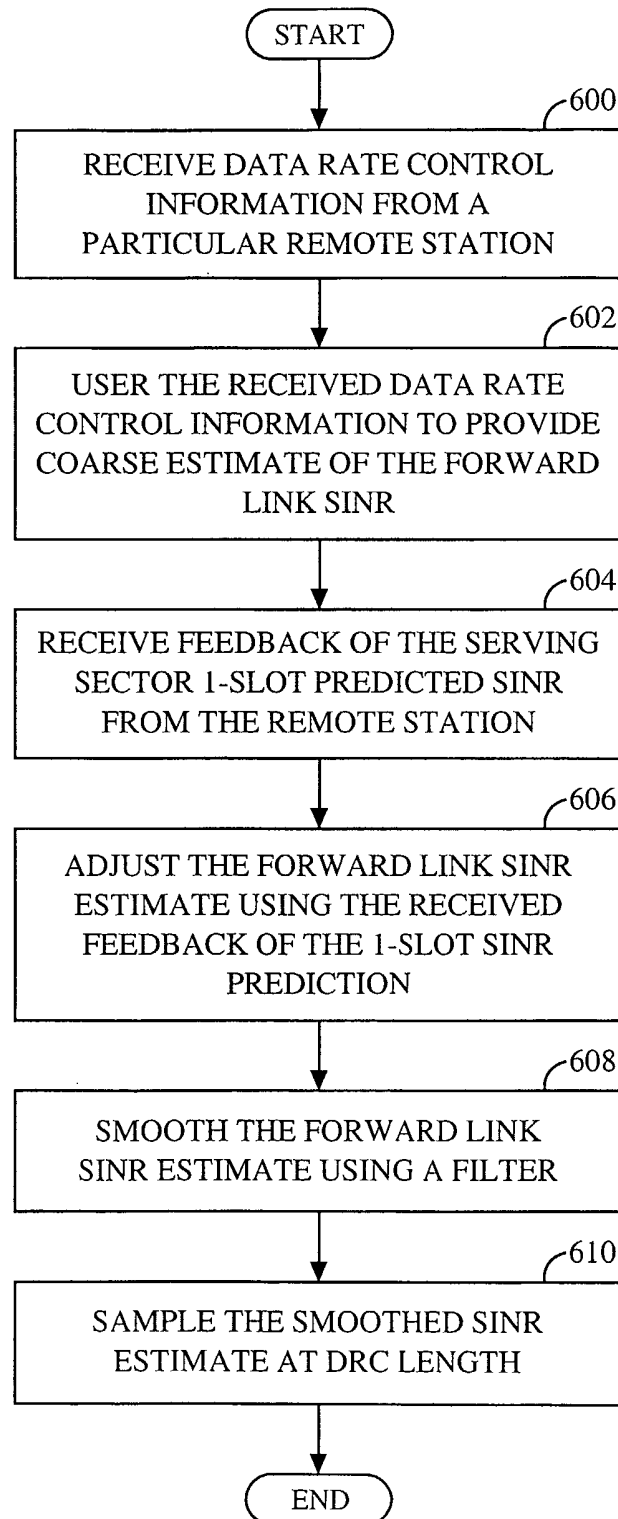 START
600
RECEIVE DATA RATE CONTROL
INFORMATION FROM A
PARTICULAR REMOTE STATION
602
USER THE RECEIVED DATA RATE
CONTROL INFORMATION TO PROVIDE
COARSE ESTIMATE OF THE FORWARD
LINK SINR
604
RECEIVE FEEDBACK OF THE SERVING
SECTOR 1-SLOT PREDICTED SINR
FROM THE REMOTE STATION
606
ADJUST THE FORWARD LINK SINR
ESTIMATE USING THE RECEIVED
FEEDBACK OF THE 1-SLOT SINR
PREDICTION
608
SMOOTH THE FORWARD LINK
SINR ESTIMATE USING A FILTER
610
SAMPLE THE SMOOTHED SINR
ESTIMATE AT DRC LENGTH
END